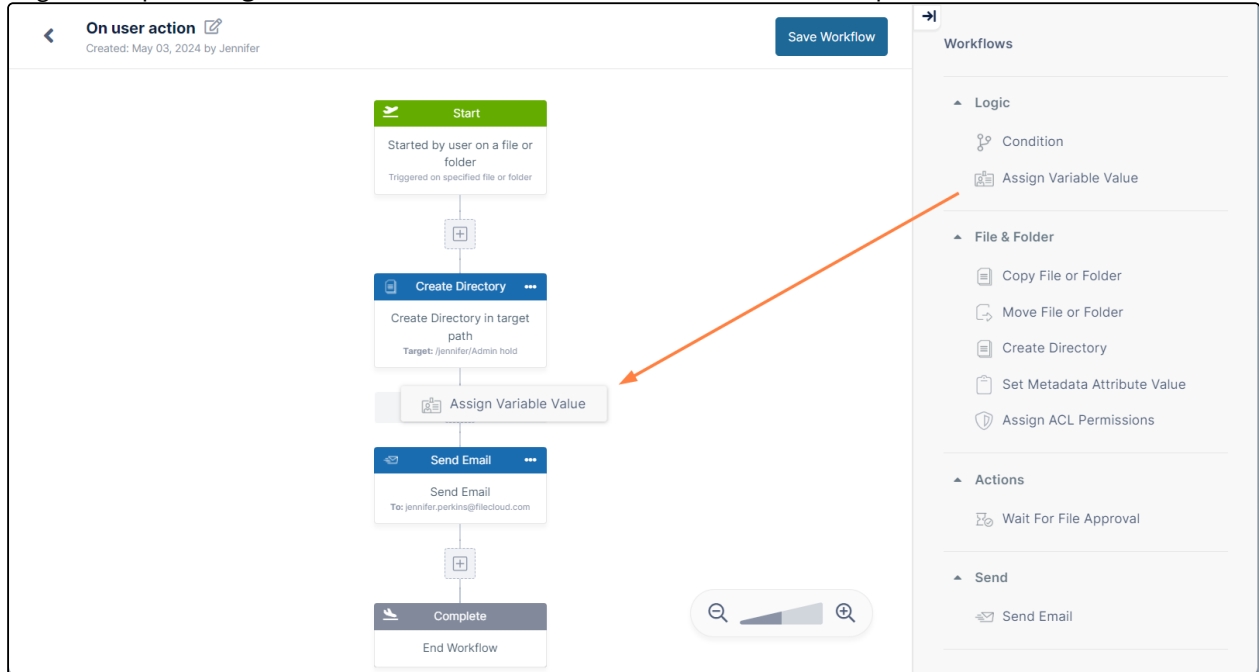 On user action
Created: May 03, 2024 by Jennifer
Save Workflow
Start
Started by user on a file or
folder
Triggered on specified file or folder
Create Directory
Create Directory in target
path
Target: /jennifer/Admin hold
Assign Variable Value
Send Email
Send Email
To: jennifer.perkins@filecloud.com
Complete
End Workflow
Workflows
Logic
Condition
Assign Variable Value
File & Folder
Copy File or Folder
Move File or Folder
Create Directory
Set Metadata Attribute Value
Assign ACL Permissions
Actions
Wait For File Approval
Send
Send Email